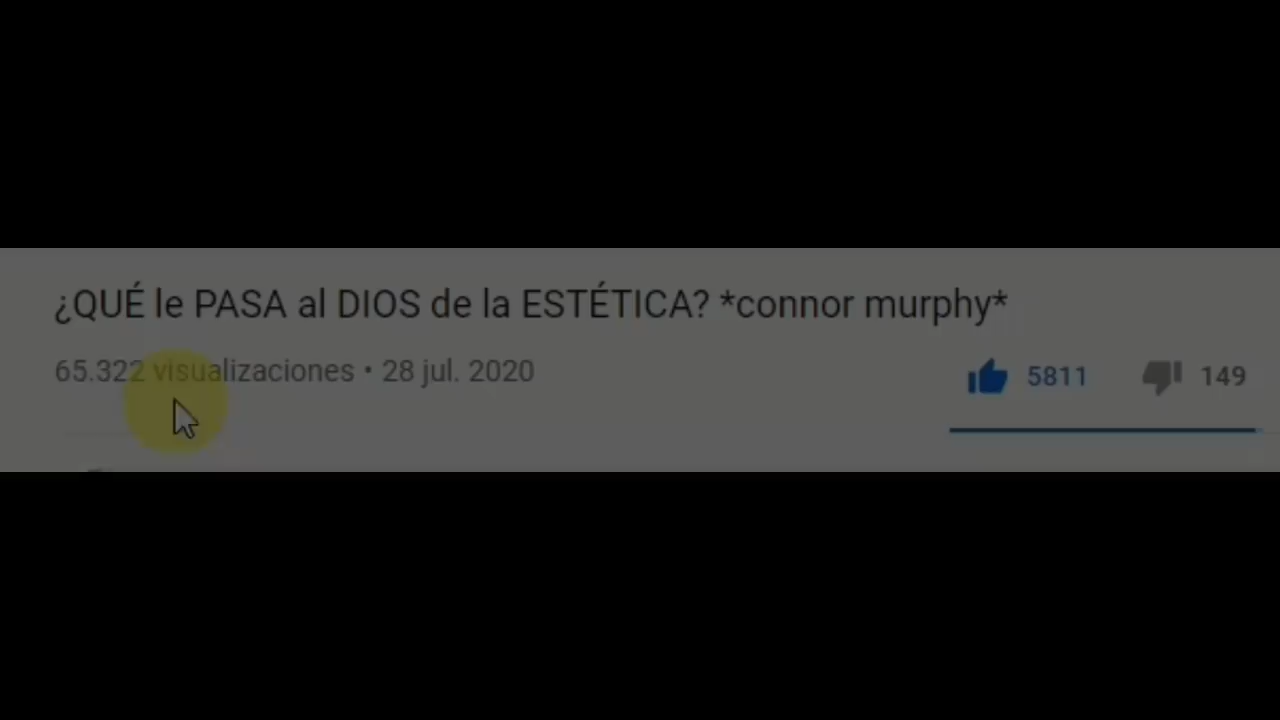 ¿QUÉ le PASA al DIOS de la ESTÉTICA? *connor murphy*
65.322 visualizaciones • 28 jul. 2020
5811 149